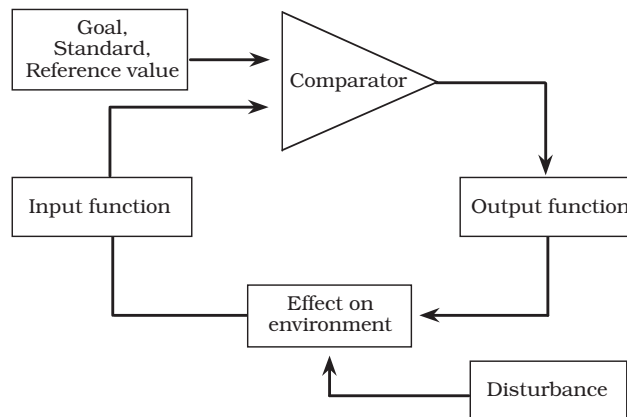 Goal,
Standard,
Reference value
Comparator
Input function
Output function
Effect on
environment
Disturbance